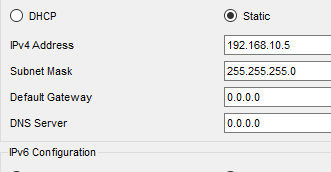 DHCP Static
IPv4 Address 192.168.10.5
Subnet Mask 255.255.255.0
Default Gateway 0.0.0.0
DNS Server 0.0.0.0
IPv6 Configuration